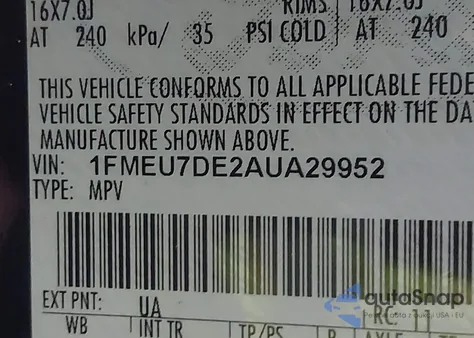 16X7.0J RIMS 16X7.0J
AT 240 kPa/ 35 PSI COLD AT 240
THIS VEHICLE CONFORMS TO ALL APPLICABLE FEDE
VEHICLE SAFETY STANDARDS IN EFFECT ON THE DA
MANUFACTURE SHOWN ABOVE.
VIN: 1FMEU7DE2AUA29952
TYPE: MPV
EXT PNT: UA RC: 11
WB INT TR TP/PS R AXLE
autoSnap